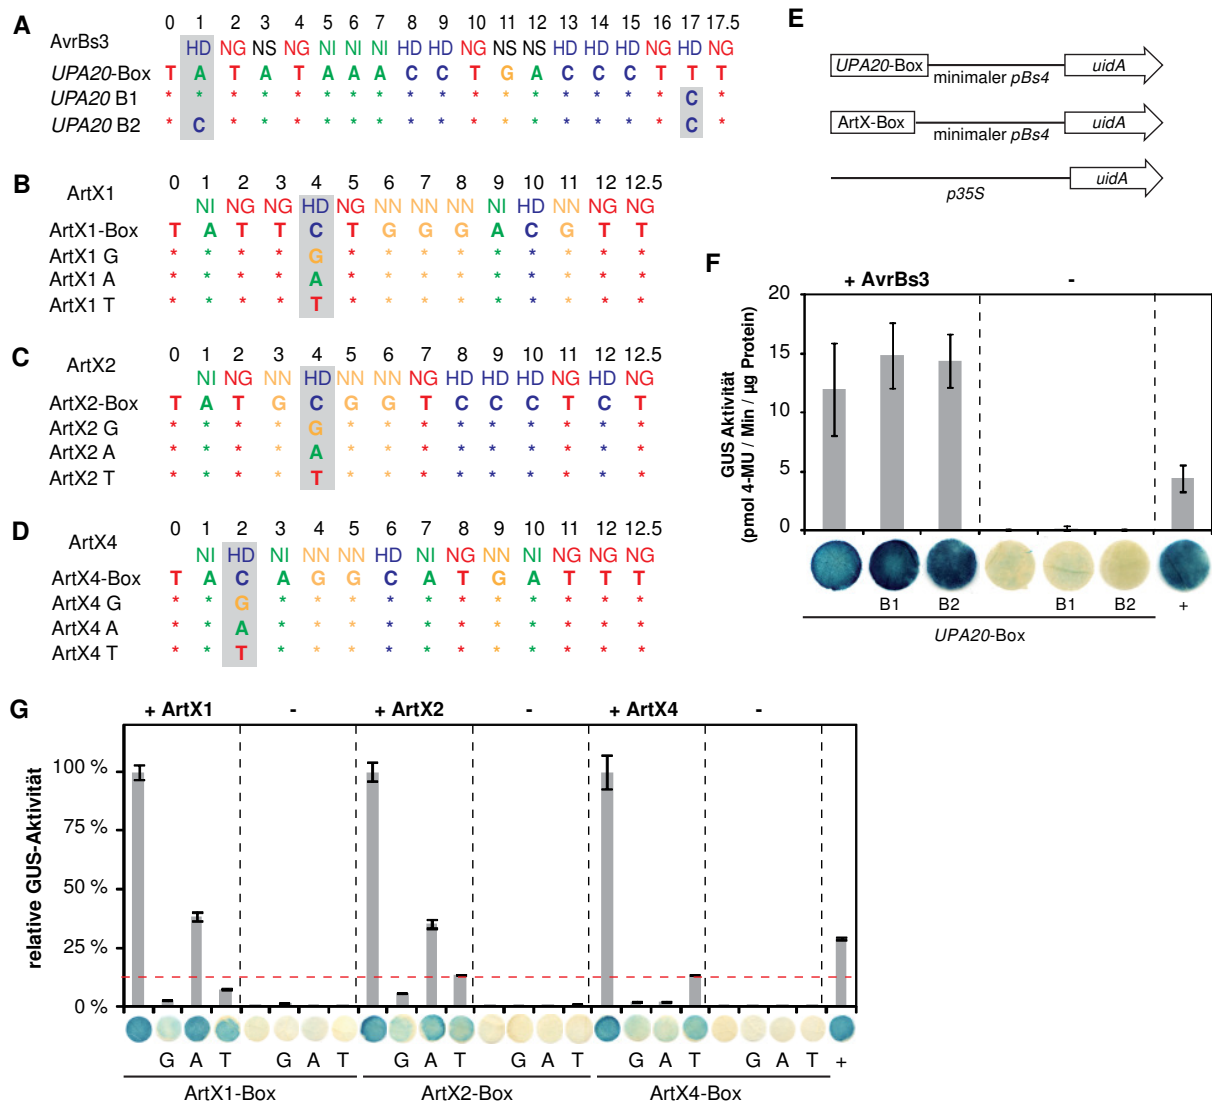 A
0 1 2 3 4 5 6 7 8 9 10 11 12 13 14 15 16 17 17.5
AvrBs3 HD NG NS NG NI NI NI HD HD NG NS NS HD HD HD NG HD NG
UPA20-Box T A T A T A A A C C T G A C C C T T T
UPA20 B1 * * * * * * * * * * * * * * * * * C
UPA20 B2 * C * * * * * * * * * * * * * * * C
B
ArtX1 0 1 2 3 4 5 6 7 8 9 10 11 12 12.5
NI NG NG HD NG NN NN NN NI HD NN NG NG
ArtX1-Box T A T T C T G G G A C G T T
ArtX1 G * * * * G * * * * * * * * *
ArtX1 A * * * * A * * * * * * * * *
ArtX1 T * * * * T * * * * * * * * *
C
ArtX2 0 1 2 3 4 5 6 7 8 9 10 11 12 12.5
NI NG NN HD NN NN NG HD HD HD NG HD NG
ArtX2-Box T A T G C G G T C C C T C T
ArtX2 G * * * * G * * * * * * * * *
ArtX2 A * * * * A * * * * * * * * *
ArtX2 T * * * * T * * * * * * * * *
D
ArtX4 0 1 2 3 4 5 6 7 8 9 10 11 12 12.5
NI HD NI NN NN HD NI NG NN NI NG NG NG
ArtX4-Box T A C A G G C A T G A T T T
ArtX4 G * * G * * * * * * * * * * *
ArtX4 A * * A * * * * * * * * * * *
ArtX4 T * * T * * * * * * * * * * *
E
UPA20-Box minimaler pBs4 uidA
ArtX-Box minimaler pBs4 uidA
p35S uidA
F
+ AvrBs3 -
GUS Aktivität
(pmol 4-MU / Min / µg Protein)
20
15
10
5
0
B1 B2 B1 B2 +
UPA20-Box
G
+ ArtX1 - + ArtX2 - + ArtX4 -
relative GUS-Aktivität
100 %
75 %
50 %
25 %
0 %
G A T G A T G A T G A T G A T G A T +
ArtX1-Box ArtX2-Box ArtX4-Box